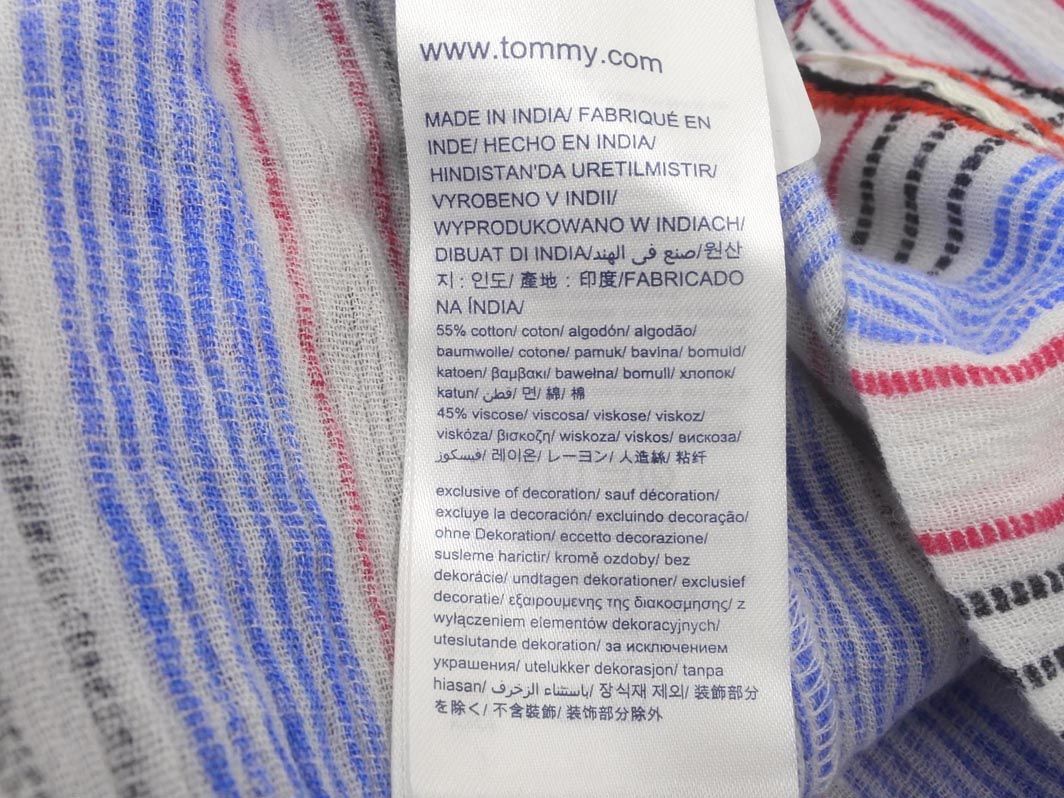 www.tommy.com
MADE IN INDIA/ FABRIQUÉ EN
INDE/ HECHO EN INDIA/
HINDISTAN'DA URETILMISTIR/
VYROBENO V INDII/
WYPRODUKOWANO W INDIACH/
DIBUAT DI INDIA/صنع في الهند/원산
지 : 인도/ 產地 : 印度/FABRICADO
NA ÍNDIA/
55% cotton/ coton/ algodón/ algodão/
baumwolle/ cotone/ pamuk/ bavlna/ bomuld/
katoen/ βαμβακι/ bawełna/ bomull/ хлопок/
katun/ قطن/ 면/ 綿/ 棉
45% viscose/ viscosa/ viskose/ viskoz/
viskóza/ βισκοζη/ wiskoza/ viskos/ вискоза/
فيسكوز/ 레이온/ レーヨン/ 人造絲/ 粘纤
exclusive of decoration/ sauf décoration/
excluye la decoración/ excluindo decoração/
ohne Dekoration/ eccetto decorazione/
susleme harictir/ kromě ozdoby/ bez
dekorácie/ undtagen dekorationer/ exclusief
decoratie/ εξαιρουμενης της διακοσμησης/ z
wyłączeniem elementów dekoracyjnych/
uteslutande dekoration/ за исключением
украшения/ utelukker dekorasjon/ tanpa
hiasan/ باستثناء الزخرف/ 장식재 제외/ 装飾部分
を除く/ 不含裝飾/ 装饰部分除外